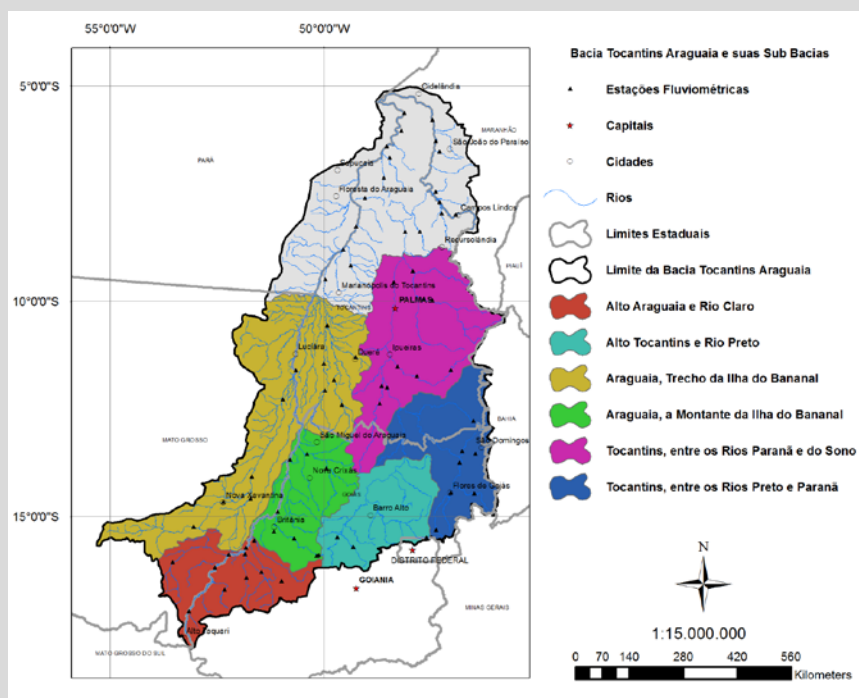 55°0'0"W
50°0'0"W
5°0'0"S
10°0'0"S
15°0'0"S
Cidelândia
MARANHÃO
São João do Paraíso
PARÁ
Sapucaia
Floresta do Araguaia
Campos Lindos
Recursolândia
PIAUÍ
Marianópolis do Tocantins
PALMAS
TOCANTINS
Luciára
Dueré
Ipueiras
BAHIA
MATO GROSSO
São Miguel do Araguaia
São Domingos
Nova Crixás
GOIÁS
Nova Xavantina
Flores de Goiás
Barro Alto
Britânia
DISTRITO FEDERAL
GOIANIA
MINAS GERAIS
Alto Taquari
MATO GROSSO DO SUL
Bacia Tocantins Araguaia e suas Sub Bacias
Estações Fluviométricas
Capitais
Cidades
Rios
Limites Estaduais
Limite da Bacia Tocantins Araguaia
Alto Araguaia e Rio Claro
Alto Tocantins e Rio Preto
Araguaia, Trecho da Ilha do Bananal
Araguaia, a Montante da Ilha do Bananal
Tocantins, entre os Rios Paranã e do Sono
Tocantins, entre os Rios Preto e Paranã
N
1:15.000.000
0 70 140 280 420 560
Kilometers